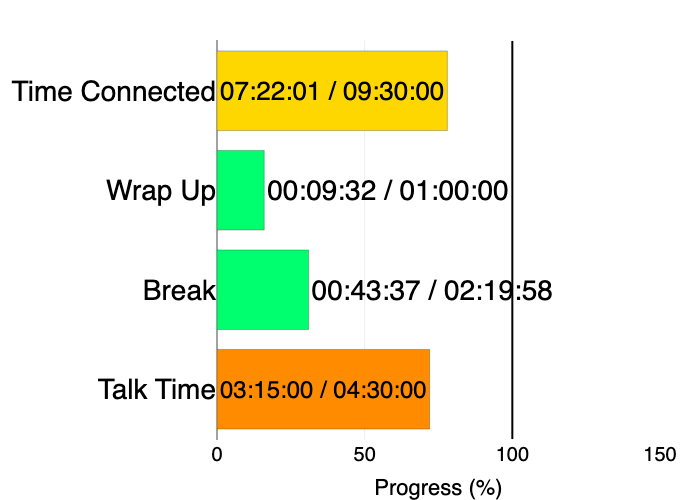 Time Connected 07:22:01 / 09:30:00
Wrap Up 00:09:32 / 01:00:00
Break 00:43:37 / 02:19:58
Talk Time 03:15:00 / 04:30:00
0 50 100 150
Progress (%)